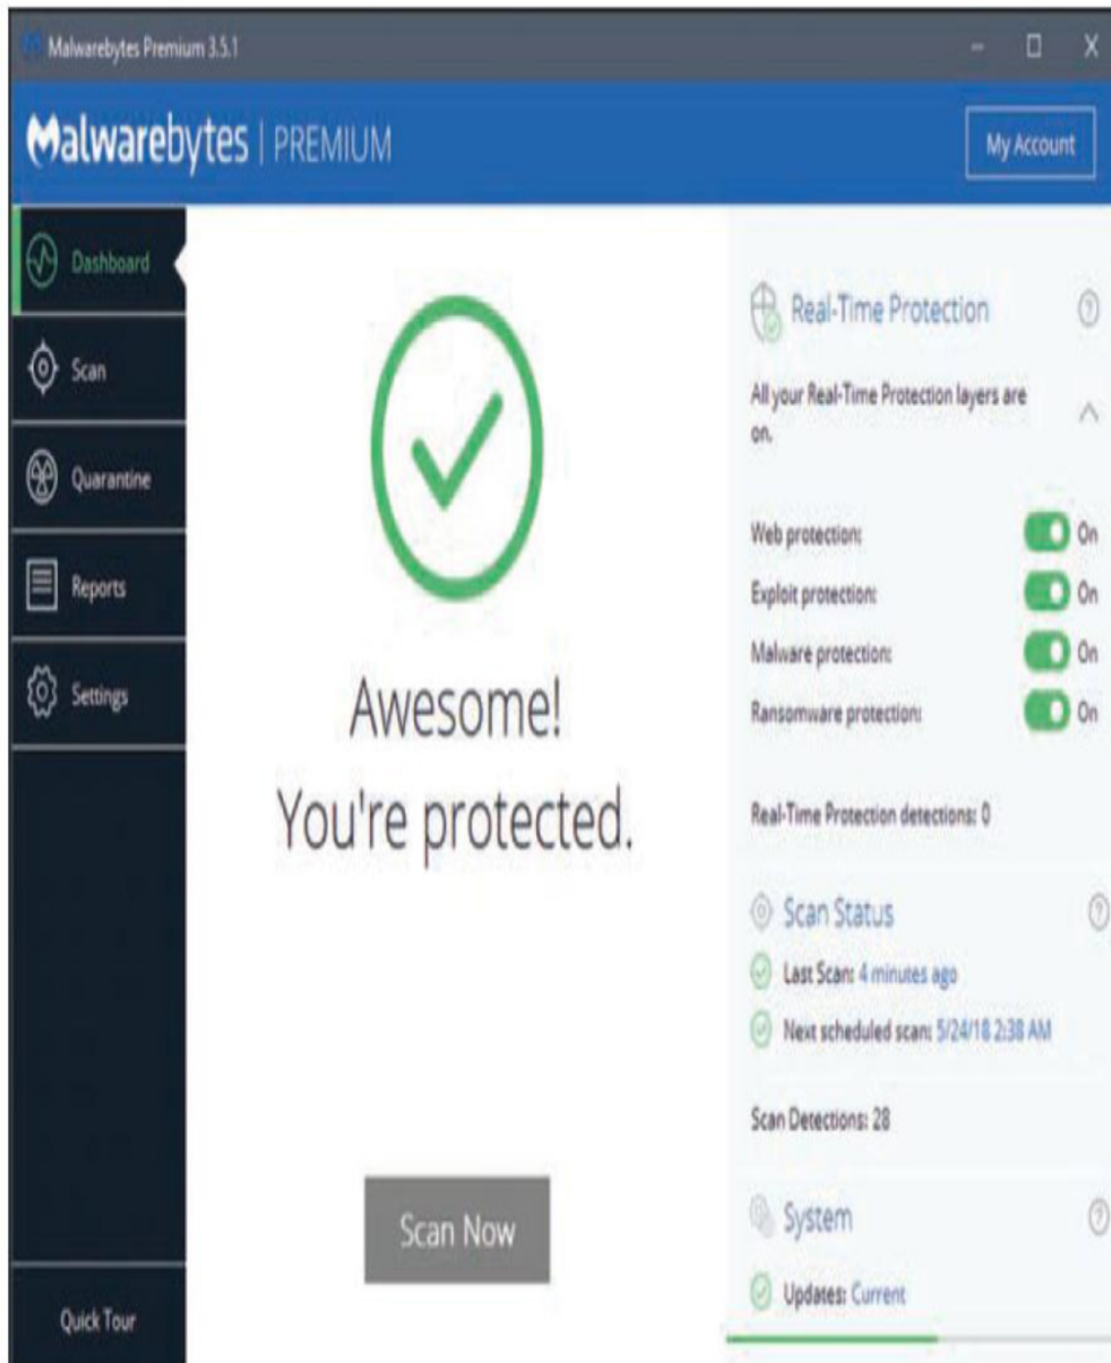 Malwarebytes Premium 3.5.1
Malwarebytes | PREMIUM
My Account
Dashboard
Scan
Quarantine
Reports
Settings
Quick Tour
Awesome!
You're protected.
Scan Now
Real-Time Protection
All your Real-Time Protection layers are
on.
Web protection: On
Exploit protection: On
Malware protection: On
Ransomware protection: On
Real-Time Protection detections: 0
Scan Status
Last Scan: 4 minutes ago
Next scheduled scan: 5/24/18 2:38 AM
Scan Detections: 28
System
Updates: Current